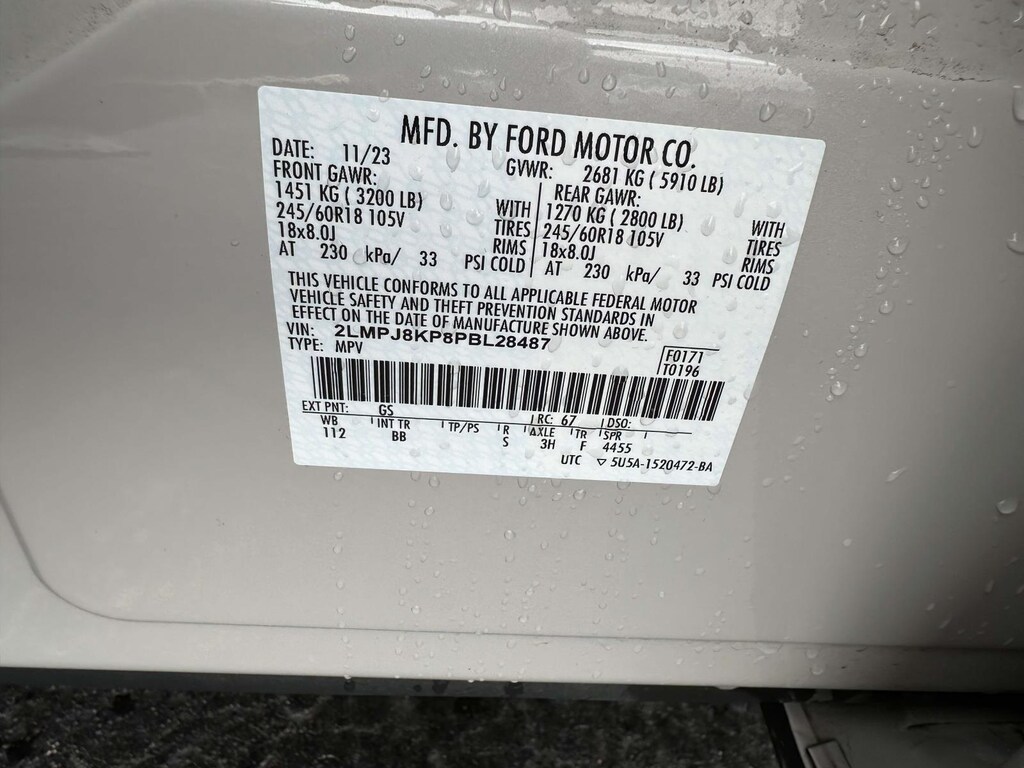 MFD. BY FORD MOTOR CO.
DATE: 11/23 GVWR: 2681 KG ( 5910 LB)
FRONT GAWR: REAR GAWR:
1451 KG ( 3200 LB) WITH 1270 KG ( 2800 LB) WITH
245/60R18 105V TIRES 245/60R18 105V TIRES
18x8.0J RIMS 18x8.0J RIMS
AT 230 kPa/ 33 PSI COLD AT 230 kPa/ 33 PSI COLD
THIS VEHICLE CONFORMS TO ALL APPLICABLE FEDERAL MOTOR
VEHICLE SAFETY AND THEFT PREVENTION STANDARDS IN
EFFECT ON THE DATE OF MANUFACTURE SHOWN ABOVE.
VIN: 2LMPJ8KP8PBL28487
TYPE: MPV F0171
T0196
EXT PNT: GS RC: 67 DSO:
WB INT TR TP/PS R AXLE TR SPR
112 BB S 3H F 4455
UTC ▽ 5U5A-1520472-BA